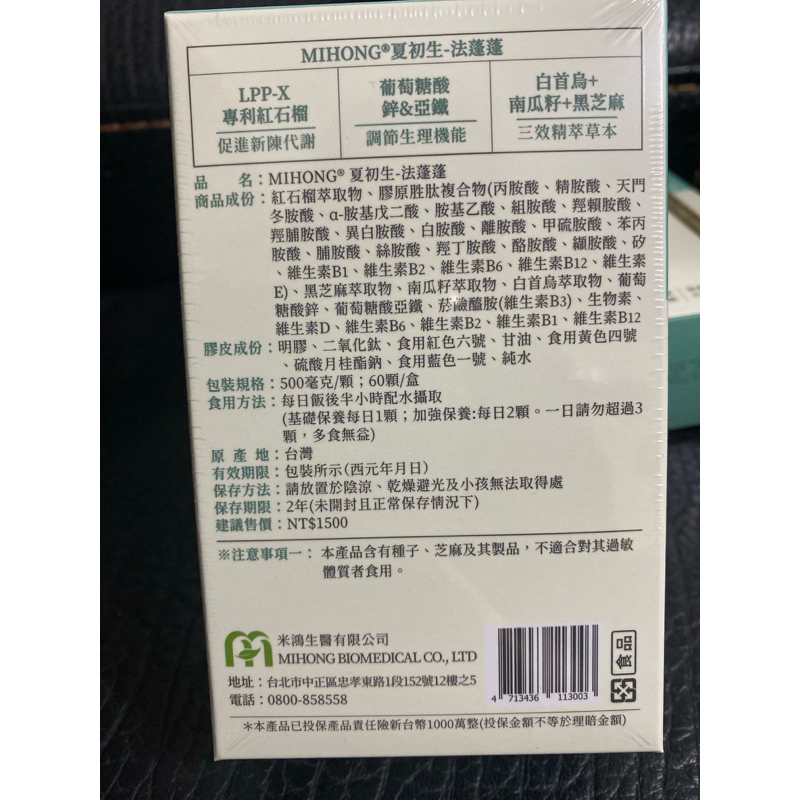 MIHONG®夏初生-法蓬蓬
LPP-X
專利紅石榴
促進新陳代謝
葡萄糖酸
鋅&亞鐵
調節生理機能
白首烏+
南瓜籽+黑芝麻
三效精萃草本
品 名：MIHONG® 夏初生-法蓬蓬
商品成份：紅石榴萃取物、膠原胜肽複合物(丙胺酸、精胺酸、天門
冬胺酸、α-胺基戊二酸、胺基乙酸、組胺酸、羥賴胺酸、
羥脯胺酸、異白胺酸、白胺酸、離胺酸、甲硫胺酸、苯丙
胺酸、脯胺酸、絲胺酸、羥丁胺酸、酪胺酸、纈胺酸、矽
、維生素B1、維生素B2、維生素B6、維生素B12、維生素
E)、黑芝麻萃取物、南瓜籽萃取物、白首烏萃取物、葡萄
糖酸鋅、葡萄糖酸亞鐵、菸鹼醯胺(維生素B3)、生物素、
維生素D、維生素B6、維生素B2、維生素B1、維生素B12
膠皮成份：明膠、二氧化鈦、食用紅色六號、甘油、食用黃色四號
、硫酸月桂酯鈉、食用藍色一號、純水
包裝規格：500毫克/顆；60顆/盒
食用方法：每日飯後半小時配水攝取
(基礎保養每日1顆；加強保養:每日2顆。一日請勿超過3
顆，多食無益)
原 產 地：台灣
有效期限：包裝所示(西元年月日)
保存方法：請放置於陰涼、乾燥避光及小孩無法取得處
保存期限：2年(未開封且正常保存情況下)
建議售價：NT$1500
※注意事項一：本產品含有種子、芝麻及其製品，不適合對其過敏
體質者食用。
米鴻生醫有限公司
MIHONG BIOMEDICAL CO., LTD
地址：台北市中正區忠孝東路1段152號12樓之5
電話：0800-858558
4 713436 113003
食品
＊本產品已投保產品責任險新台幣1000萬整(投保金額不等於理賠金額)